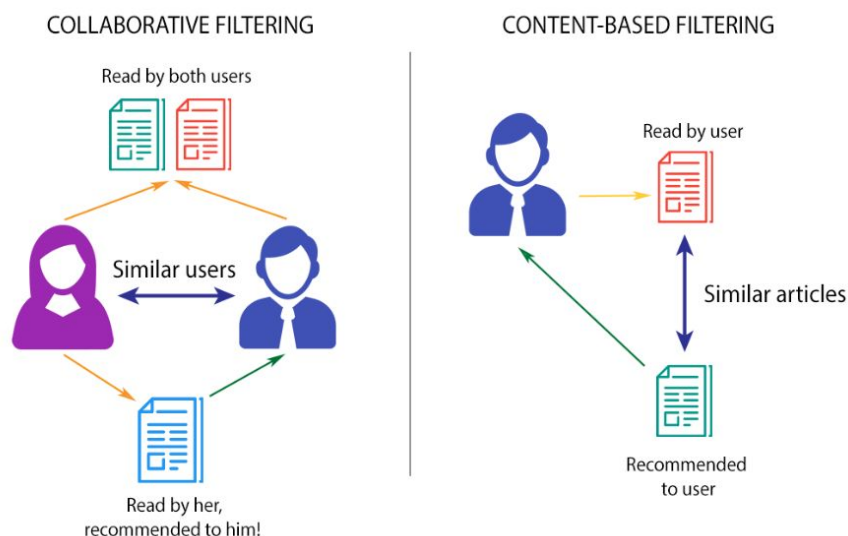 COLLABORATIVE FILTERING
Read by both users
Similar users
Read by her,
recommended to him!
CONTENT-BASED FILTERING
Read by user
Similar articles
Recommended
to user